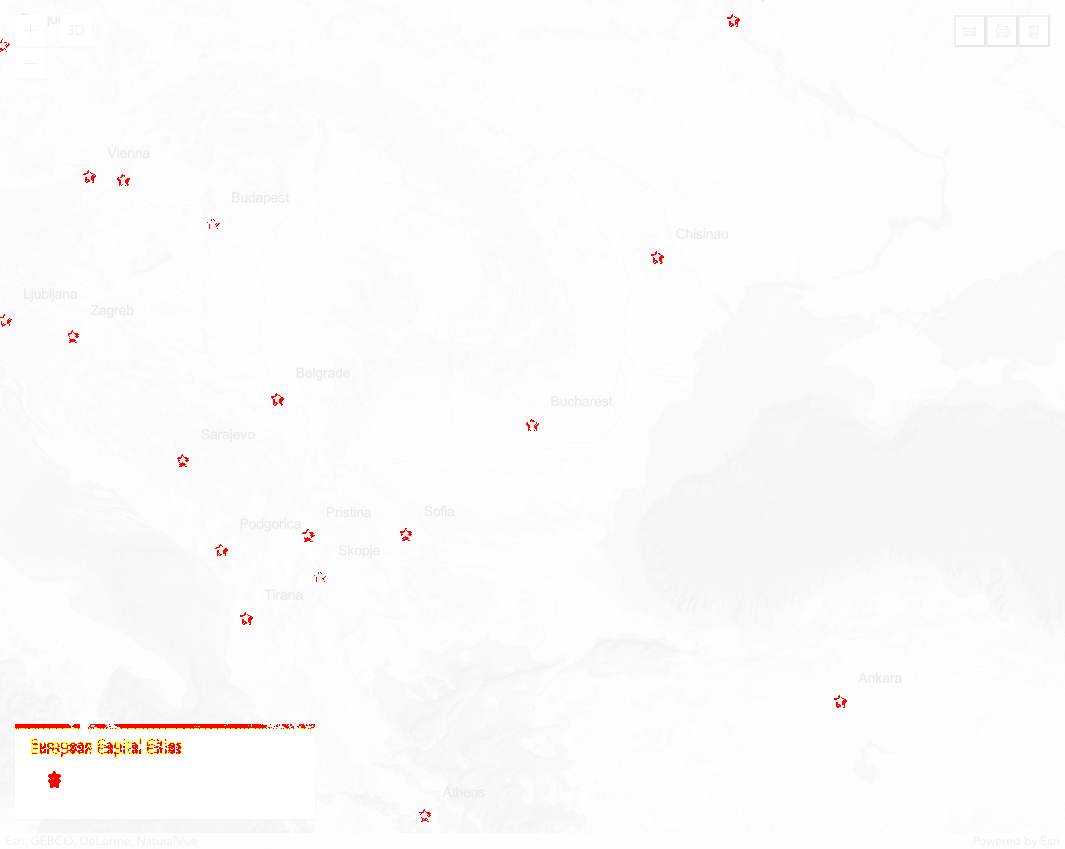 3D
Vienna
Budapest
Chisinau
Ljubljana
Zagreb
Belgrade
Bucharest
Sarajevo
Pristina
Sofia
Podgorica
Skopje
Tirana
Ankara
European Capital Cities
Athens
Esri, GEBCO, DeLorme, NaturalVue
Powered by Esri